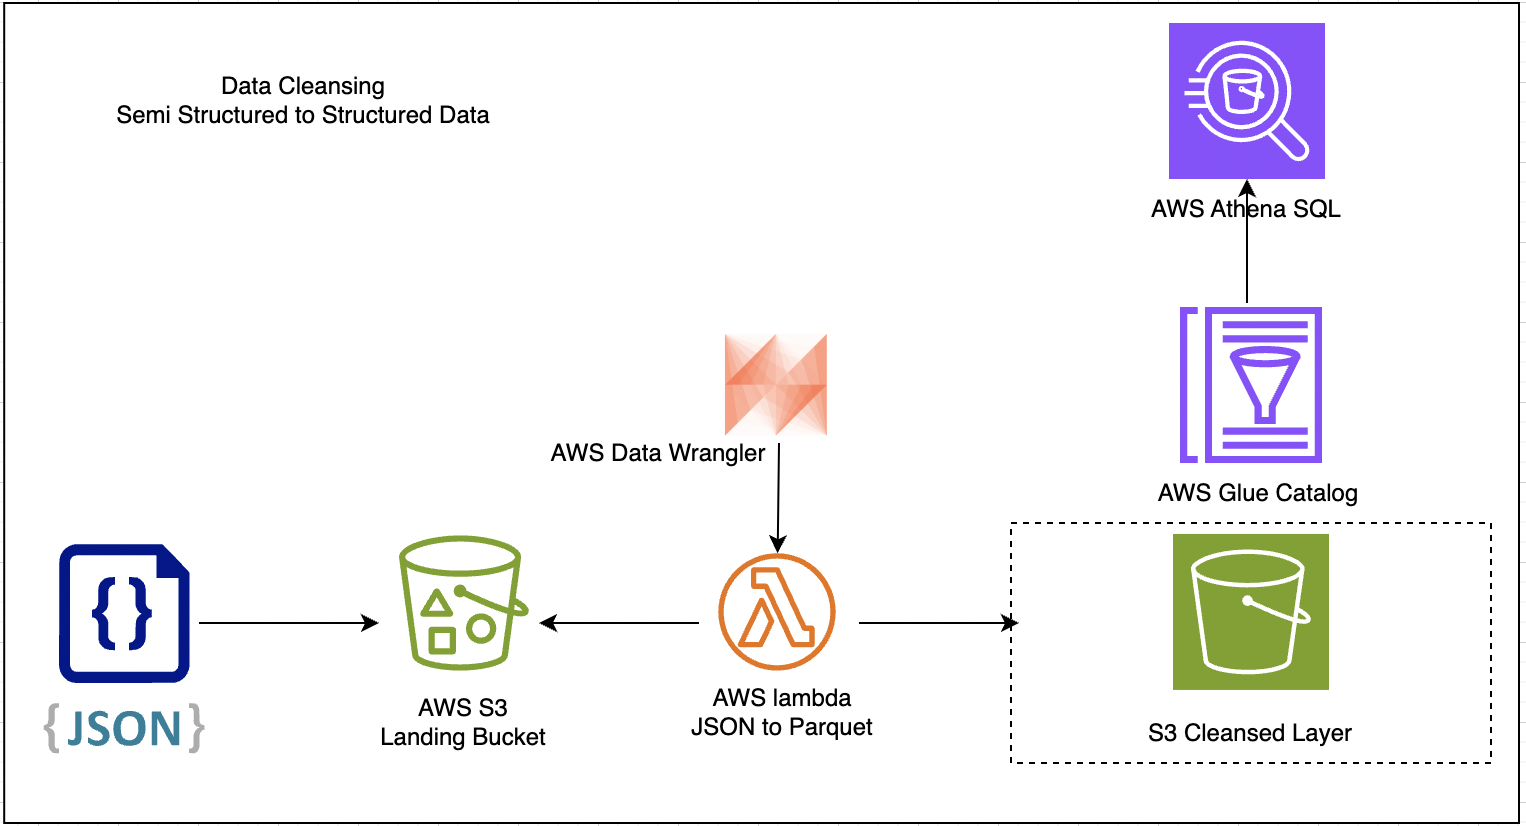 Data Cleansing
Semi Structured to Structured Data
AWS Athena SQL
AWS Data Wrangler
AWS Glue Catalog
{}
{JSON}
AWS S3
Landing Bucket
AWS lambda
JSON to Parquet
S3 Cleansed Layer